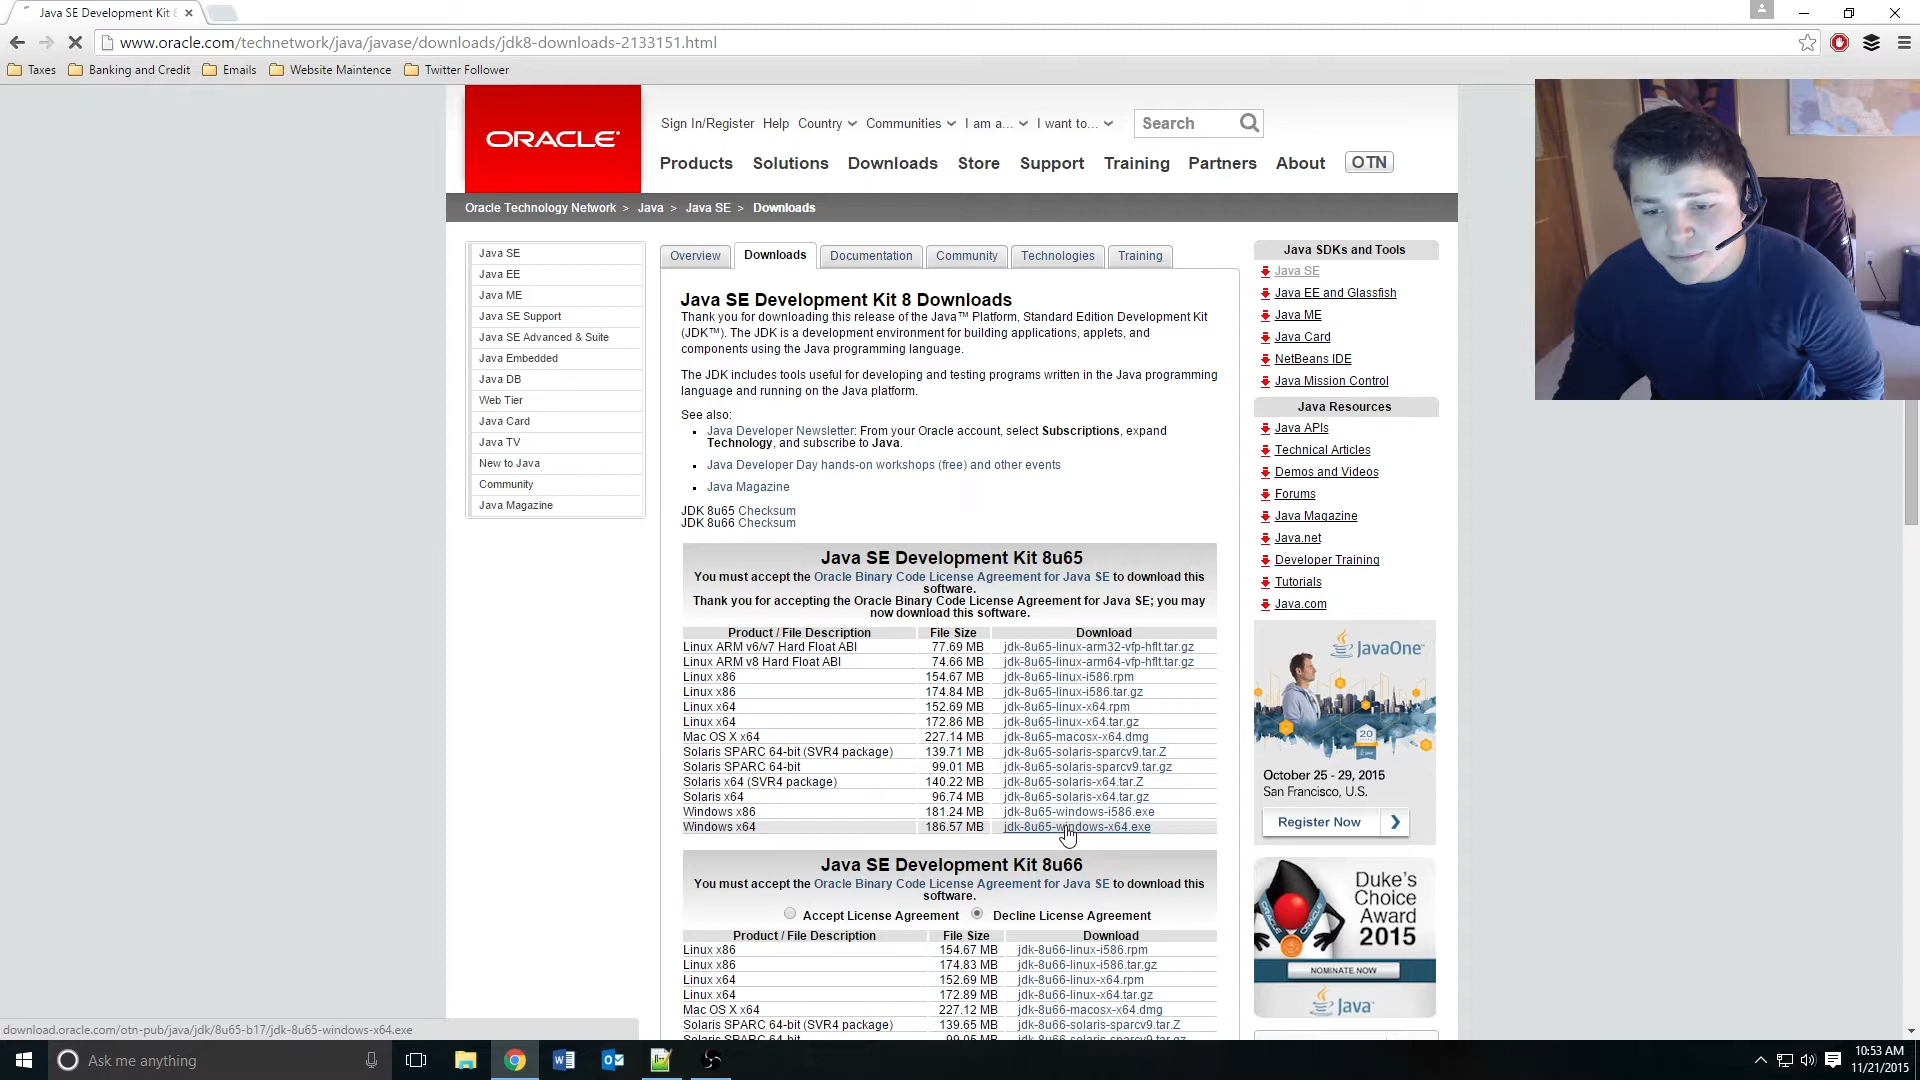 Java SE Development Kit 8
www.oracle.com/technetwork/java/javase/downloads/jdk8-downloads-2133151.html
Taxes Banking and Credit Emails Website Maintence Twitter Follower
ORACLE
Sign In/Register Help Country Communities I am a... I want to... Search
Products Solutions Downloads Store Support Training Partners About OTN
Oracle Technology Network > Java > Java SE > Downloads
Java SE
Java EE
Java ME
Java SE Support
Java SE Advanced & Suite
Java Embedded
Java DB
Web Tier
Java Card
Java TV
New to Java
Community
Java Magazine
Overview Downloads Documentation Community Technologies Training
Java SE Development Kit 8 Downloads
Thank you for downloading this release of the Java™ Platform, Standard Edition Development Kit
(JDK™). The JDK is a development environment for building applications, applets, and
components using the Java programming language.
The JDK includes tools useful for developing and testing programs written in the Java programming
language and running on the Java platform.
See also:
Java Developer Newsletter: From your Oracle account, select Subscriptions, expand
Technology, and subscribe to Java.
Java Developer Day hands-on workshops (free) and other events
Java Magazine
JDK 8u65 Checksum
JDK 8u66 Checksum
Java SE Development Kit 8u65
You must accept the Oracle Binary Code License Agreement for Java SE to download this
software.
Thank you for accepting the Oracle Binary Code License Agreement for Java SE; you may
now download this software.
Product / File Description File Size Download
Linux ARM v6/v7 Hard Float ABI 77.69 MB jdk-8u65-linux-arm32-vfp-hflt.tar.gz
Linux ARM v8 Hard Float ABI 74.66 MB jdk-8u65-linux-arm64-vfp-hflt.tar.gz
Linux x86 154.67 MB jdk-8u65-linux-i586.rpm
Linux x86 174.84 MB jdk-8u65-linux-i586.tar.gz
Linux x64 152.69 MB jdk-8u65-linux-x64.rpm
Linux x64 172.86 MB jdk-8u65-linux-x64.tar.gz
Mac OS X x64 227.14 MB jdk-8u65-macosx-x64.dmg
Solaris SPARC 64-bit (SVR4 package) 139.71 MB jdk-8u65-solaris-sparcv9.tar.Z
Solaris SPARC 64-bit 99.01 MB jdk-8u65-solaris-sparcv9.tar.gz
Solaris x64 (SVR4 package) 140.22 MB jdk-8u65-solaris-x64.tar.Z
Solaris x64 96.74 MB jdk-8u65-solaris-x64.tar.gz
Windows x86 181.24 MB jdk-8u65-windows-i586.exe
Windows x64 186.57 MB jdk-8u65-windows-x64.exe
Java SE Development Kit 8u66
You must accept the Oracle Binary Code License Agreement for Java SE to download this
software.
Accept License Agreement Decline License Agreement
Product / File Description File Size Download
Linux x86 154.67 MB jdk-8u66-linux-i586.rpm
Linux x86 174.83 MB jdk-8u66-linux-i586.tar.gz
Linux x64 152.69 MB jdk-8u66-linux-x64.rpm
Linux x64 172.89 MB jdk-8u66-linux-x64.tar.gz
Mac OS X x64 227.12 MB jdk-8u66-macosx-x64.dmg
Solaris SPARC 64-bit (SVR4 package) 139.65 MB jdk-8u66-solaris-sparcv9.tar.Z
Solaris SPARC 64-bit 99.05 MB jdk-8u66-solaris-sparcv9.tar.gz
Java SDKs and Tools
Java SE
Java EE and Glassfish
Java ME
Java Card
NetBeans IDE
Java Mission Control
Java Resources
Java APIs
Technical Articles
Demos and Videos
Forums
Java Magazine
Java.net
Developer Training
Tutorials
Java.com
JavaOne
20
October 25 - 29, 2015
San Francisco, U.S.
Register Now
Duke's
Choice
Award
2015
NOMINATE NOW
Java
download.oracle.com/otn-pub/java/jdk/8u65-b17/jdk-8u65-windows-x64.exe
Ask me anything
10:53 AM
11/21/2015